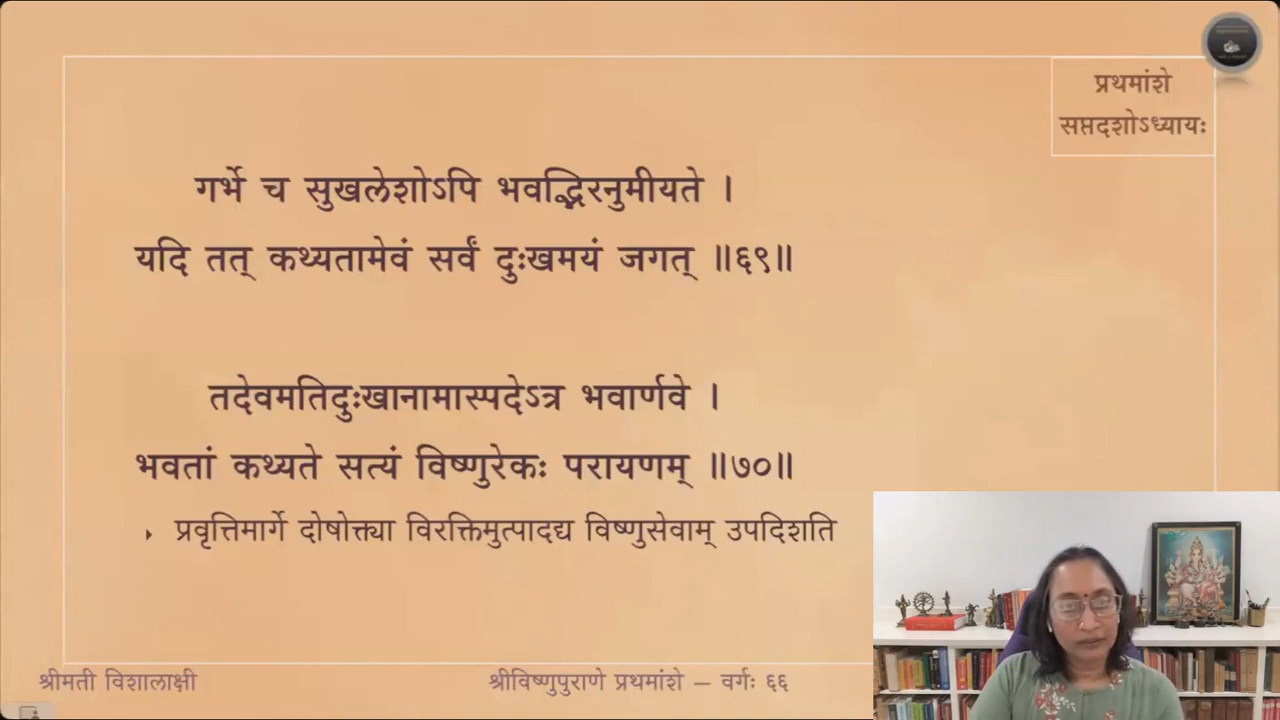 प्रथमांशे
सप्तदशोऽध्यायः
गर्भे च सुखलेशोऽपि भवद्भिरनुमीयते ।
यदि तत् कथ्यतामेवं सर्वं दुःखमयं जगत् ॥६९॥
तदेवमतिदुःखानामास्पदेऽत्र भवार्णवे ।
भवतां कथ्यते सत्यं विष्णुरेकः परायणम् ॥७०॥
प्रवृत्तिमार्गे दोषोत्त्या विरक्तिमुत्पादद्य विष्णुसेवाम् उपदिशति
श्रीमती विशालाक्षी
श्रीविष्णुपुराणे प्रथमांशे – वर्गः ६६